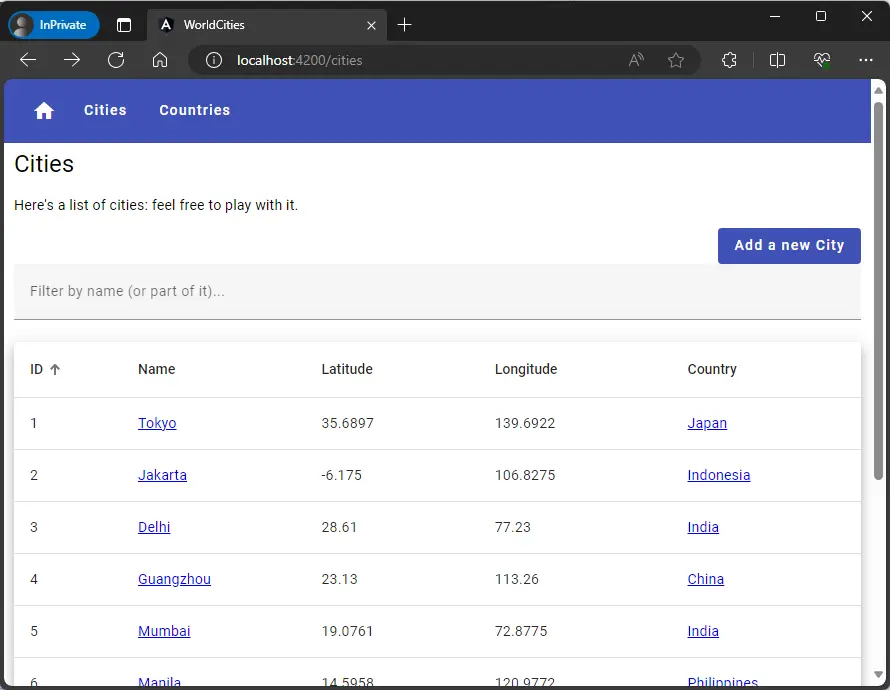 InPrivate
WorldCities
localhost:4200/cities
Cities Countries
Cities
Here's a list of cities: feel free to play with it.
Add a new City
Filter by name (or part of it)...
ID Name Latitude Longitude Country
1 Tokyo 35.6897 139.6922 Japan
2 Jakarta -6.175 106.8275 Indonesia
3 Delhi 28.61 77.23 India
4 Guangzhou 23.13 113.26 China
5 Mumbai 19.0761 72.8775 India
6 Manila 14.5958 120.9772 Philippines